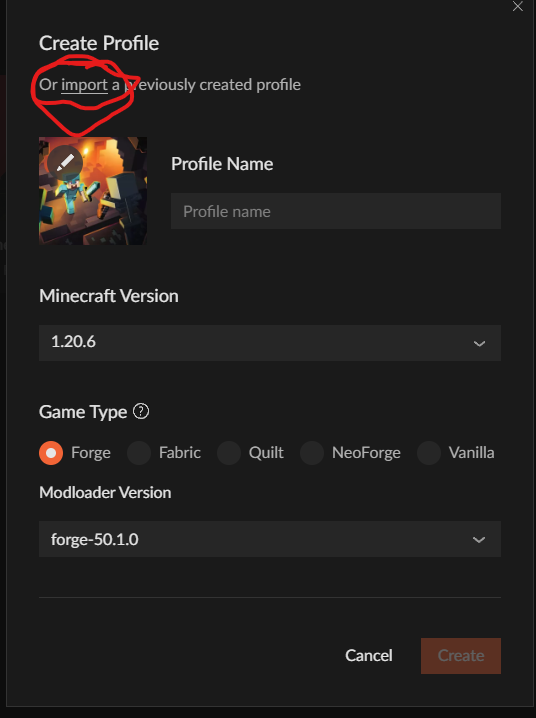 Create Profile
Or import a previously created profile
Profile Name
Profile name
Minecraft Version
1.20.6
Game Type ?
Forge Fabric Quilt NeoForge Vanilla
Modloader Version
forge-50.1.0
Cancel Create